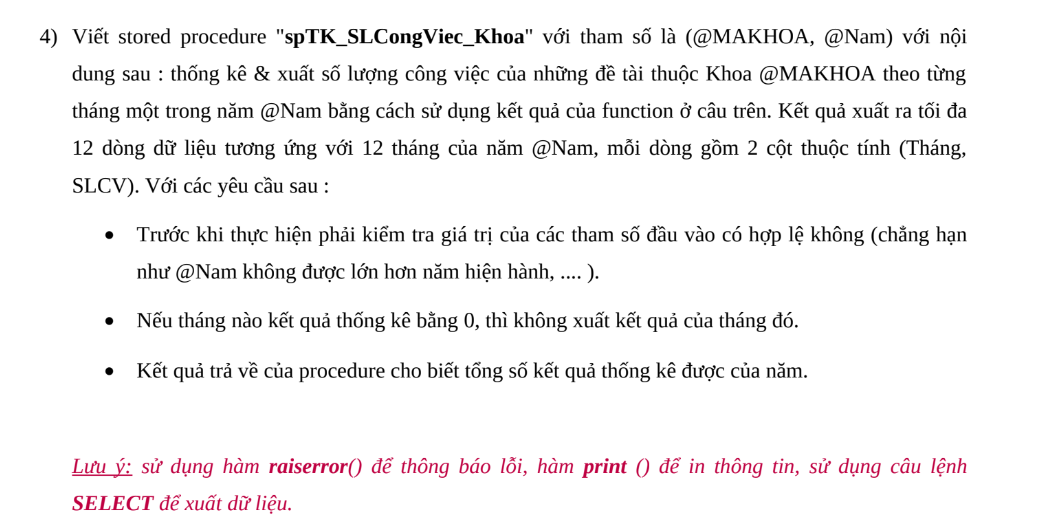 4) Viết stored procedure "spTK_SLCongViec_Khoa" với tham số là (@MAKHOA, @Nam) với nội
dung sau : thống kê & xuất số lượng công việc của những đề tài thuộc Khoa @MAKHOA theo từng
tháng một trong năm @Nam bằng cách sử dụng kết quả của function ở câu trên. Kết quả xuất ra tối đa
12 dòng dữ liệu tương ứng với 12 tháng của năm @Nam, mỗi dòng gồm 2 cột thuộc tính (Tháng,
SLCV). Với các yêu cầu sau :
• Trước khi thực hiện phải kiểm tra giá trị của các tham số đầu vào có hợp lệ không (chẳng hạn
như @Nam không được lớn hơn năm hiện hành, .... ).
• Nếu tháng nào kết quả thống kê bằng 0, thì không xuất kết quả của tháng đó.
• Kết quả trả về của procedure cho biết tổng số kết quả thống kê được của năm.
Lưu ý: sử dụng hàm raiserror() để thông báo lỗi, hàm print () để in thông tin, sử dụng câu lệnh
SELECT để xuất dữ liệu.